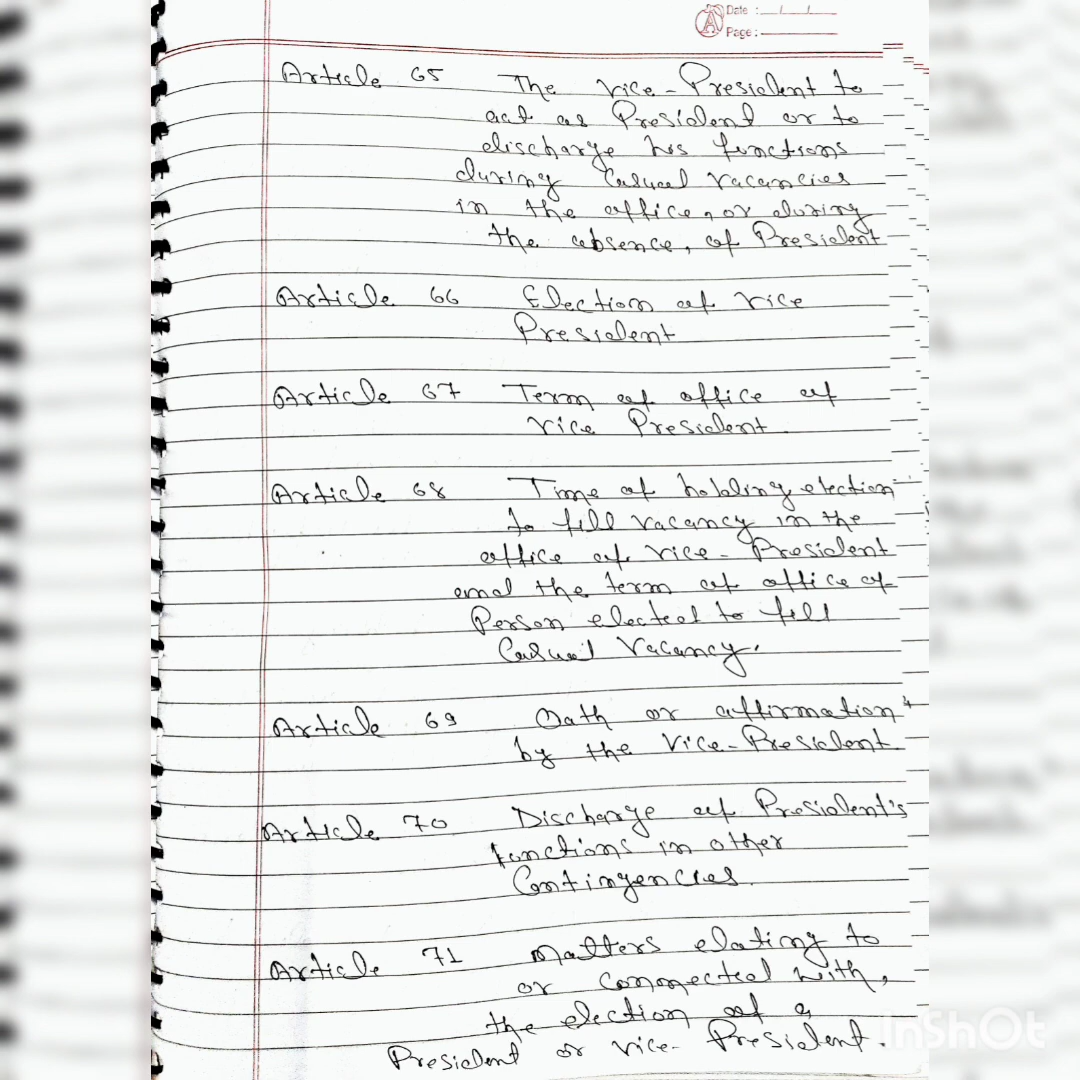 Date : / /
Page :
Article 65 The Vice-President to
act as President or to
discharge his functions
during Casual Vacancies
in the office, or during
the absence, of President
Article 66 Election of Vice
President
Article 67 Term of office of
Vice President.
Article 68 Time of holding election
to fill vacancy in the
office of Vice-President
and the term of office of
Person elected to fill
Casual Vacancy.
Article 69 Oath or affirmation
by the Vice-President.
Article 70 Discharge of President's
functions in other
Contingencies.
Article 71 Matters elating to
or connected with,
the election of a
President or Vice-President.
InShOt